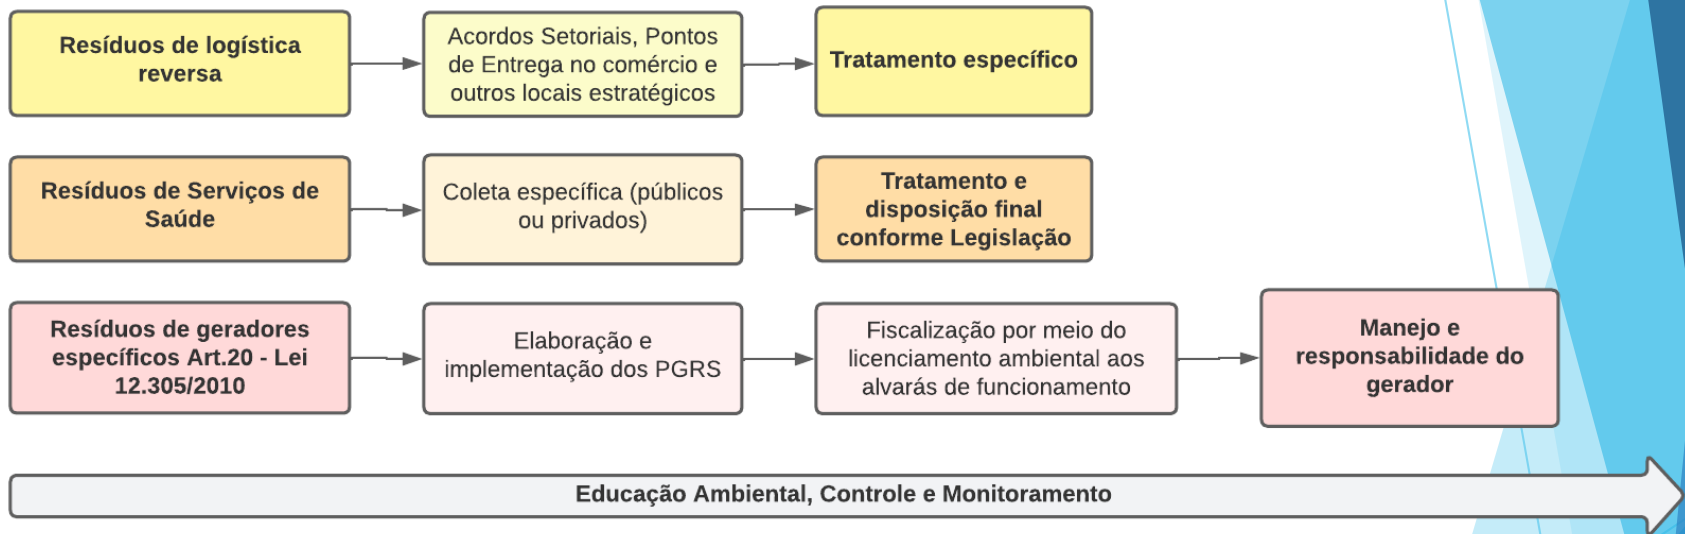 Resíduos de logística
reversa
Acordos Setoriais, Pontos
de Entrega no comércio e
outros locais estratégicos
Tratamento específico
Resíduos de Serviços de
Saúde
Coleta específica (públicos
ou privados)
Tratamento e
disposição final
conforme Legislação
Resíduos de geradores
específicos Art.20 - Lei
12.305/2010
Elaboração e
implementação dos PGRS
Fiscalização por meio do
licenciamento ambiental aos
alvarás de funcionamento
Manejo e
responsabilidade do
gerador
Educação Ambiental, Controle e Monitoramento